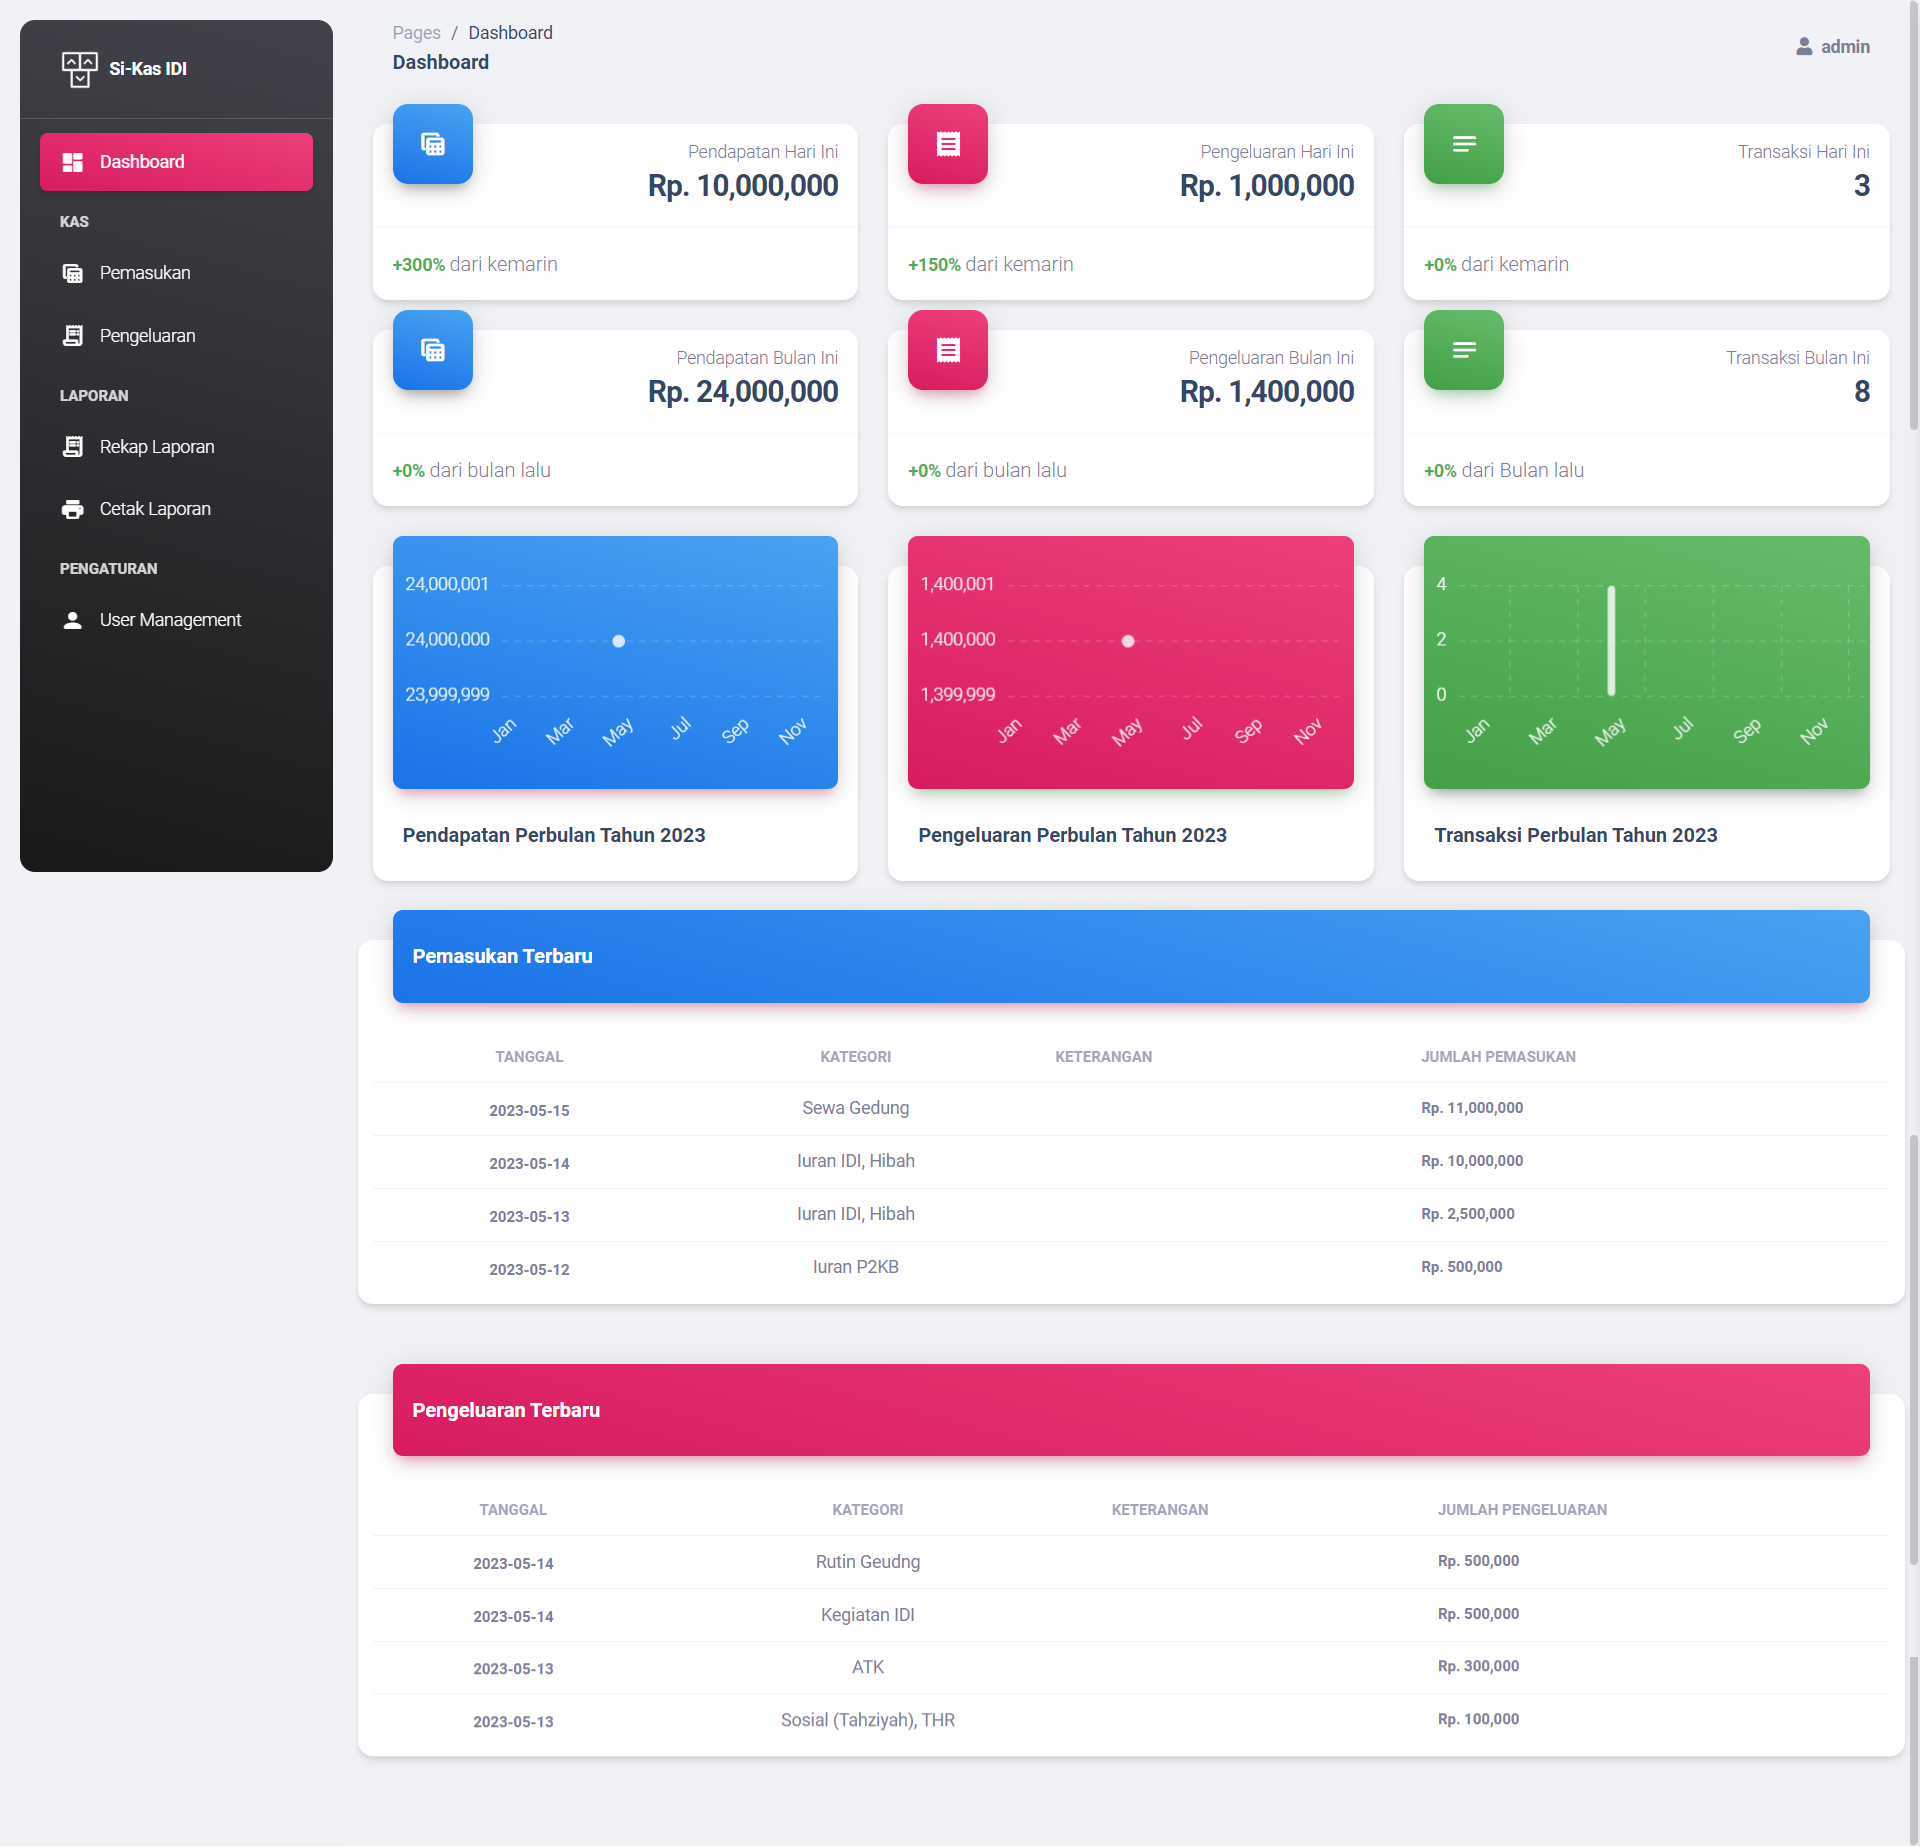 Si-Kas IDI
Dashboard
KAS
Pemasukan
Pengeluaran
LAPORAN
Rekap Laporan
Cetak Laporan
PENGATURAN
User Management
Pages / Dashboard
Dashboard
admin
Pendapatan Hari Ini
Rp. 10,000,000
+300% dari kemarin
Pengeluaran Hari Ini
Rp. 1,000,000
+150% dari kemarin
Transaksi Hari Ini
3
+0% dari kemarin
Pendapatan Bulan Ini
Rp. 24,000,000
+0% dari bulan lalu
Pengeluaran Bulan Ini
Rp. 1,400,000
+0% dari bulan lalu
Transaksi Bulan Ini
8
+0% dari Bulan lalu
24,000,001
24,000,000
23,999,999
Jan Mar May Jul Sep Nov
Pendapatan Perbulan Tahun 2023
1,400,001
1,400,000
1,399,999
Jan Mar May Jul Sep Nov
Pengeluaran Perbulan Tahun 2023
4
2
0
Jan Mar May Jul Sep Nov
Transaksi Perbulan Tahun 2023
Pemasukan Terbaru
TANGGAL KATEGORI KETERANGAN JUMLAH PEMASUKAN
2023-05-15 Sewa Gedung Rp. 11,000,000
2023-05-14 Iuran IDI, Hibah Rp. 10,000,000
2023-05-13 Iuran IDI, Hibah Rp. 2,500,000
2023-05-12 Iuran P2KB Rp. 500,000
Pengeluaran Terbaru
TANGGAL KATEGORI KETERANGAN JUMLAH PENGELUARAN
2023-05-14 Rutin Geudng Rp. 500,000
2023-05-14 Kegiatan IDI Rp. 500,000
2023-05-13 ATK Rp. 300,000
2023-05-13 Sosial (Tahziyah), THR Rp. 100,000